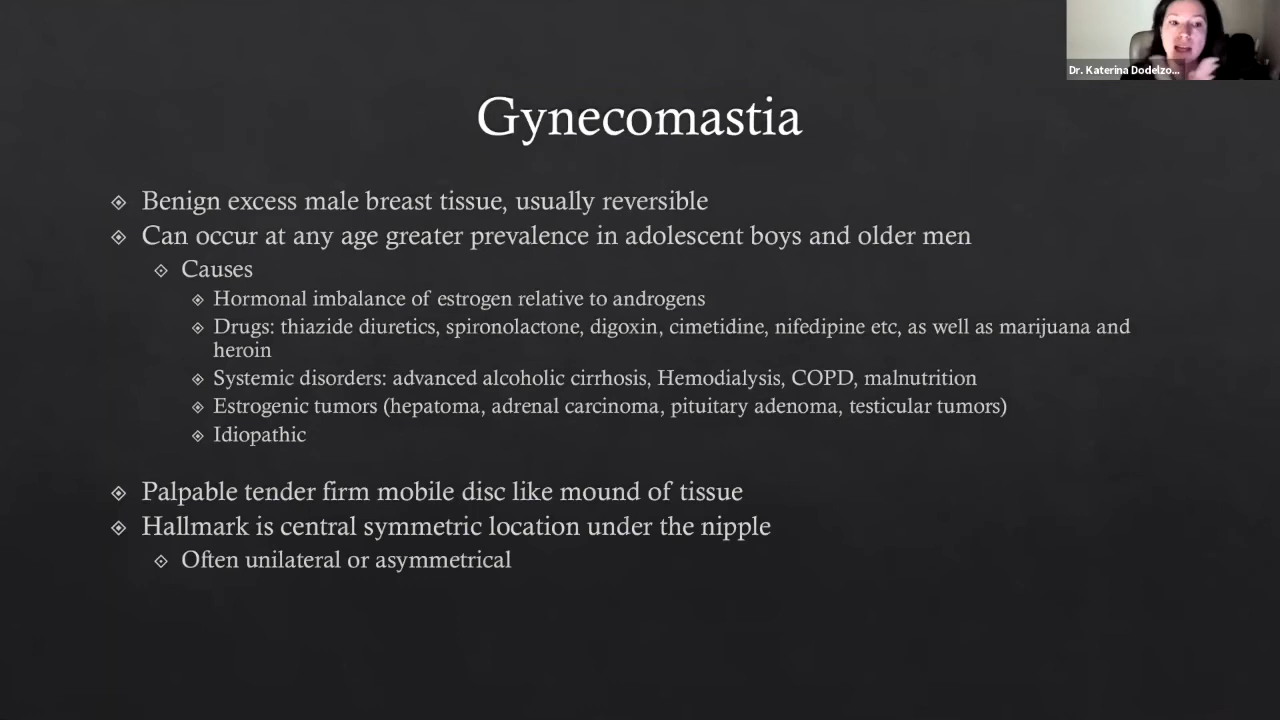 Dr. Katerina Dodelzo...
Gynecomastia
Benign excess male breast tissue, usually reversible
Can occur at any age greater prevalence in adolescent boys and older men
Causes
Hormonal imbalance of estrogen relative to androgens
Drugs: thiazide diuretics, spironolactone, digoxin, cimetidine, nifedipine etc, as well as marijuana and
heroin
Systemic disorders: advanced alcoholic cirrhosis, Hemodialysis, COPD, malnutrition
Estrogenic tumors (hepatoma, adrenal carcinoma, pituitary adenoma, testicular tumors)
Idiopathic
Palpable tender firm mobile disc like mound of tissue
Hallmark is central symmetric location under the nipple
Often unilateral or asymmetrical